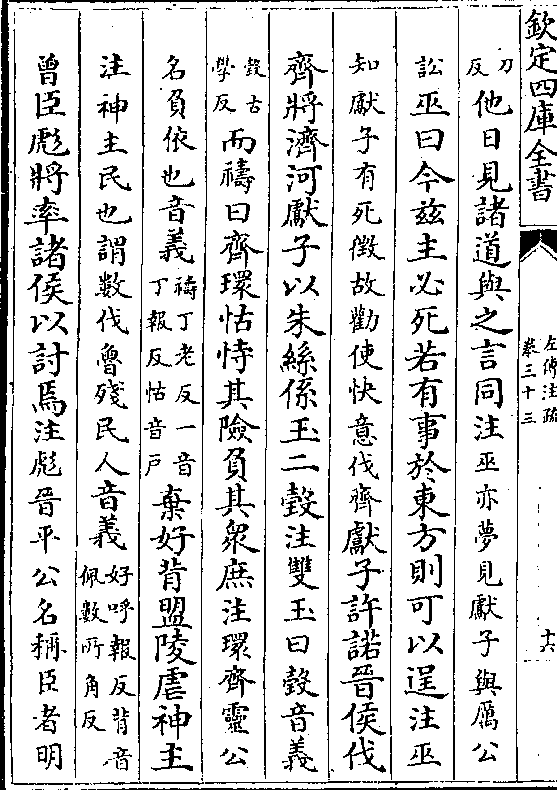 欽定四庫全書
左傳注疏
卷三十三
十六
刀
反
他日見諸道與之言同注巫亦夢見獻子與厲公
訟巫曰今茲主必死若有事於東方則可以逞注巫
知獻子有死徴故勸使快意伐齊獻子許諾晉侯伐
齊將濟河獻子以朱絲係玉二瑴注雙玉曰瑴音義
瑴古
學反
而禱曰齊環怙恃其險負其衆庶注環齊靈公
名負依也音義
禱丁老反一音
丁報反怙音戸
棄好背盟陵虐神主
注神主民也謂數伐魯殘民人音義
好呼報反背音
佩數所角反
曾臣彪將率諸侯以討焉注彪晉平公名稱臣者明